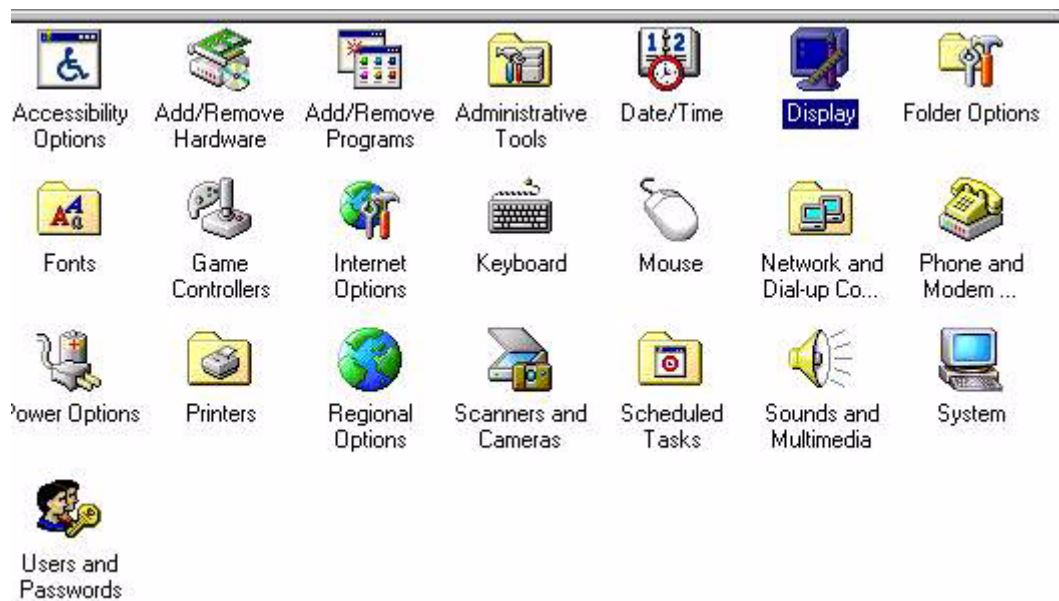 Accessibility Options
Add/Remove Hardware
Add/Remove Programs
Administrative Tools
Date/Time
Display
Folder Options
Fonts
Game Controllers
Internet Options
Keyboard
Mouse
Network and Dial-up Co...
Phone and Modem ...
Power Options
Printers
Regional Options
Scanners and Cameras
Scheduled Tasks
Sounds and Multimedia
System
Users and Passwords